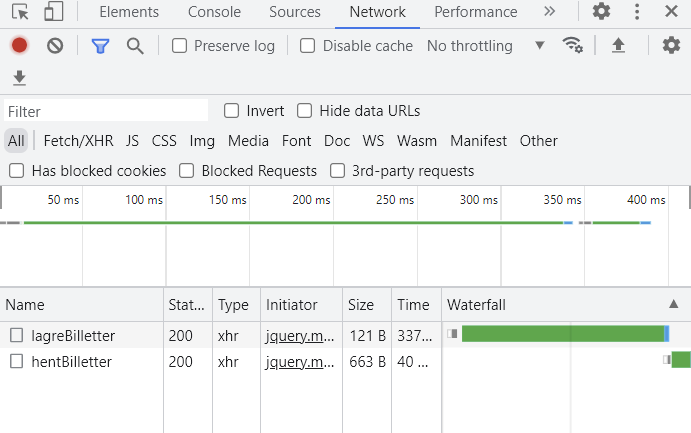 Elements Console Sources Network Performance »
Preserve log Disable cache No throttling
Filter Invert Hide data URLs
All Fetch/XHR JS CSS Img Media Font Doc WS Wasm Manifest Other
Has blocked cookies Blocked Requests 3rd-party requests
50 ms 100 ms 150 ms 200 ms 250 ms 300 ms 350 ms 400 ms
Name Stat... Type Initiator Size Time Waterfall
lagreBilletter 200 xhr jquery.m... 121 B 337...
hentBilletter 200 xhr jquery.m... 663 B 40 ...